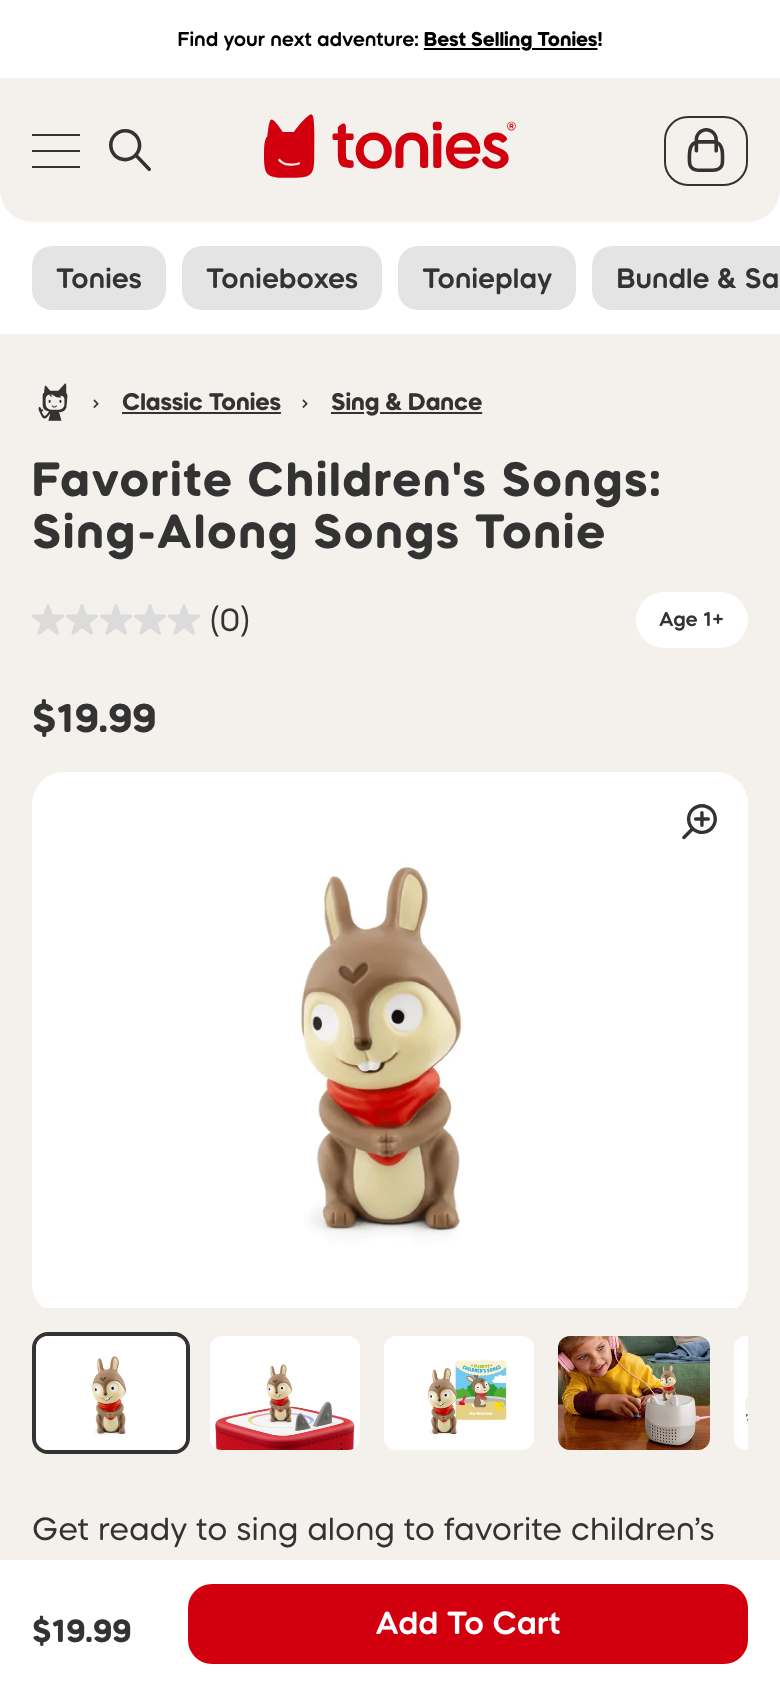 Find your next adventure: Best Selling Tonies!
tonies®
Tonies
Tonieboxes
Tonieplay
Bundle & Sa
Classic Tonies
Sing & Dance
Favorite Children's Songs:
Sing-Along Songs Tonie
(0)
Age 1+
$19.99
CHILDREN'S SONGS
Get ready to sing along to favorite children’s
$19.99
Add To Cart